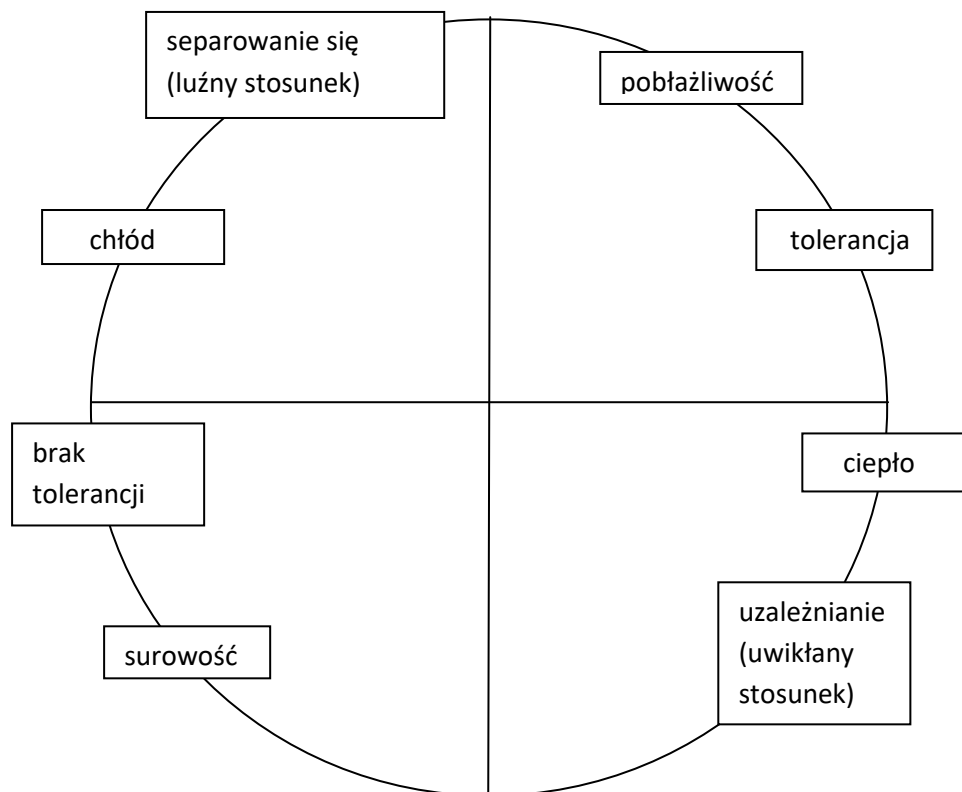 separowanie się
(luźny stosunek)
pobłażliwość
chłód
tolerancja
brak
tolerancji
ciepło
uzależnianie
(uwikłany
stosunek)
surowość